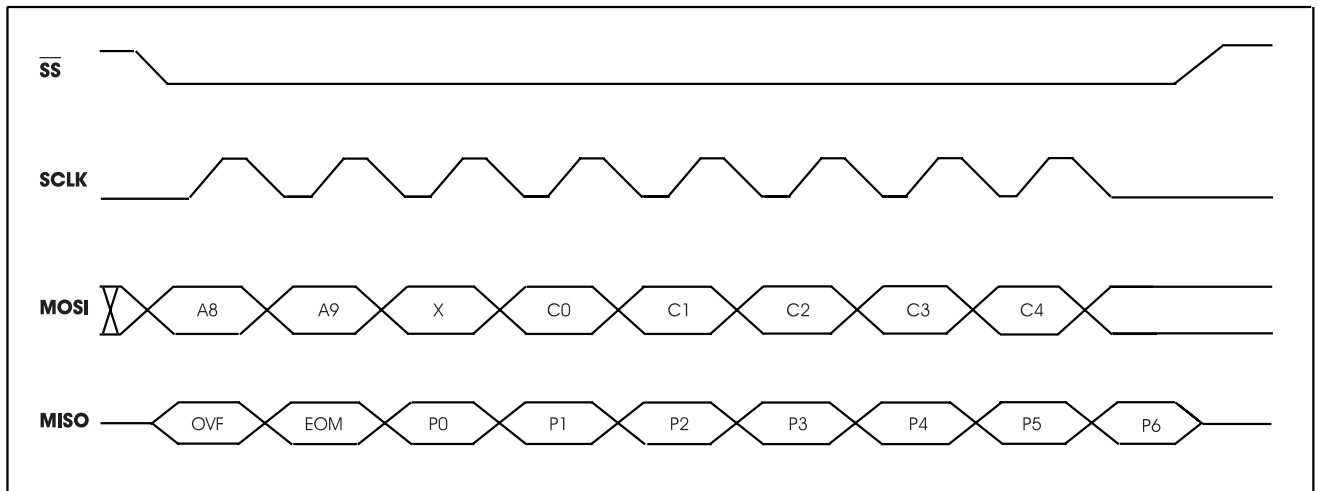 SS
SCLK
MOSI A8 A9 X C0 C1 C2 C3 C4
MISO OVF EOM P0 P1 P2 P3 P4 P5 P6